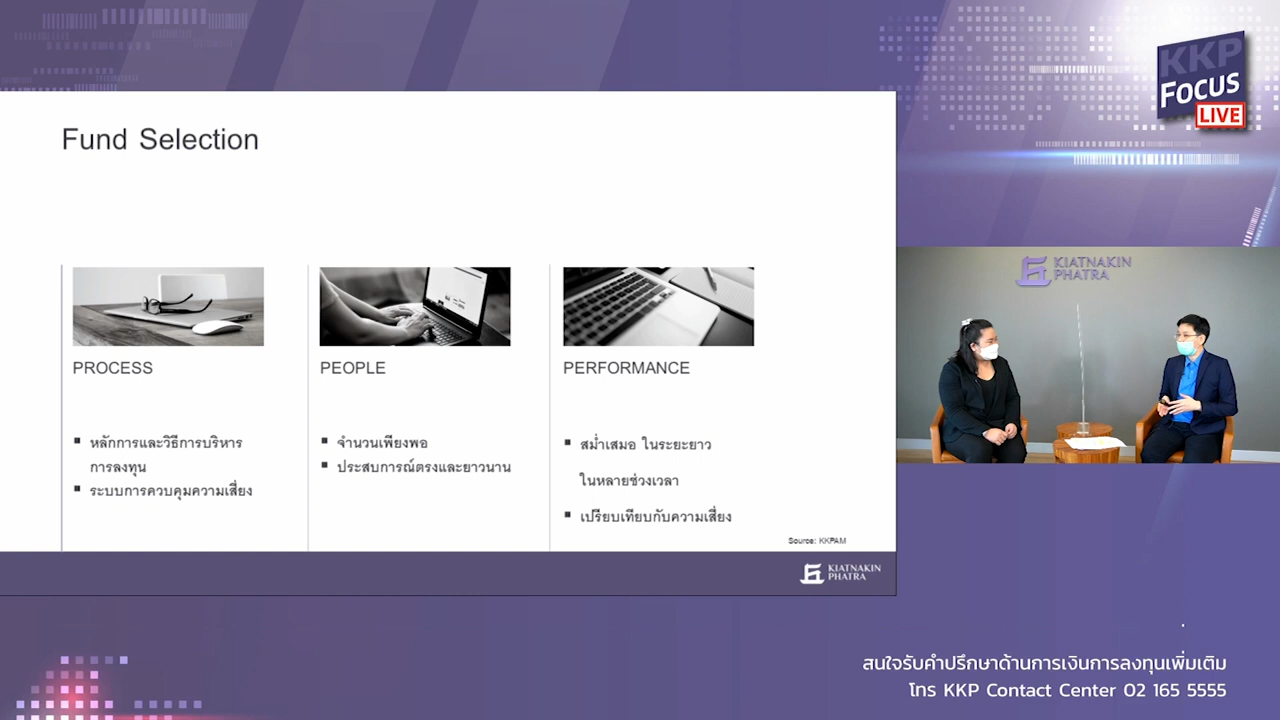 KKP
FOCUS
LIVE
Fund Selection
PROCESS
▪ หลักการและวิธีการบริหาร
การลงทุน
▪ ระบบการควบคุมความเสี่ยง
PEOPLE
▪ จำนวนเพียงพอ
▪ ประสบการณ์ตรงและยาวนาน
PERFORMANCE
▪ สม่ำเสมอ ในระยะยาว
ในหลายช่วงเวลา
▪ เปรียบเทียบกับความเสี่ยง
Source: KKPAM
KIATNAKIN
PHATRA
KIATNAKIN
PHATRA
สนใจรับคำปรึกษาด้านการเงินการลงทุนเพิ่มเติม
โทร KKP Contact Center 02 165 5555